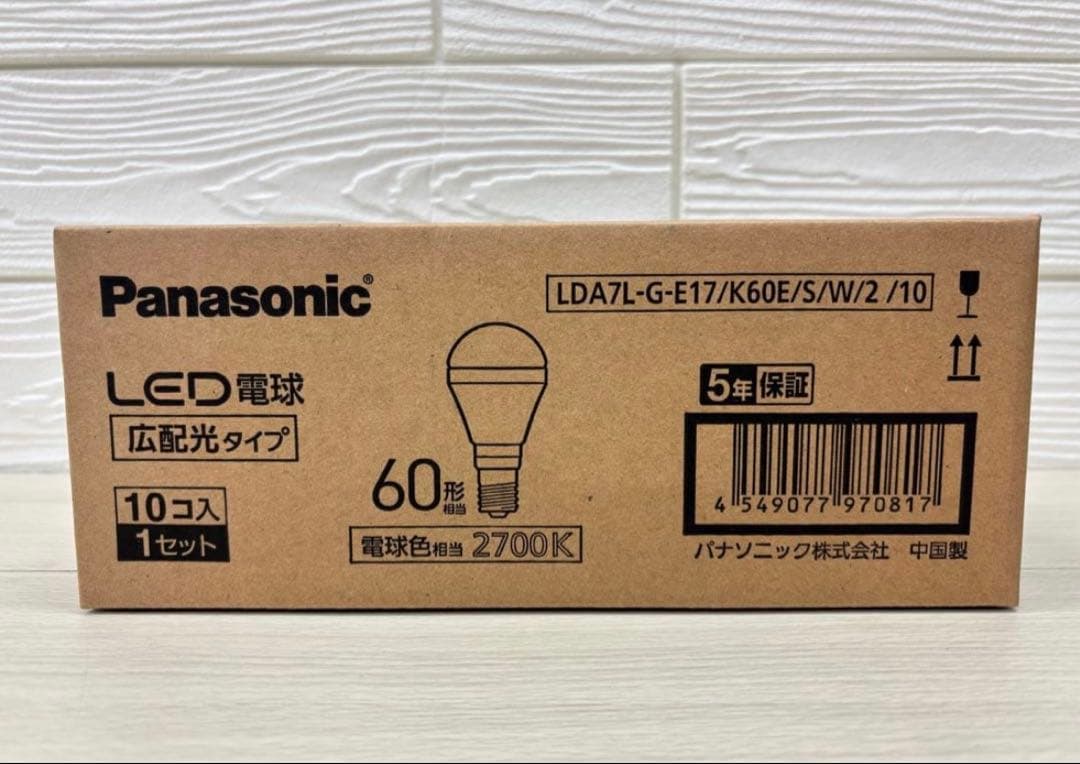 Panasonic®
LDA7L-G-E17/K60E/S/W/2 /10
LED電球
広配光タイプ
5年保証
60形相当
10コ入
1セット
電球色相当 2700K
4 549077 970817
パナソニック株式会社 中国製